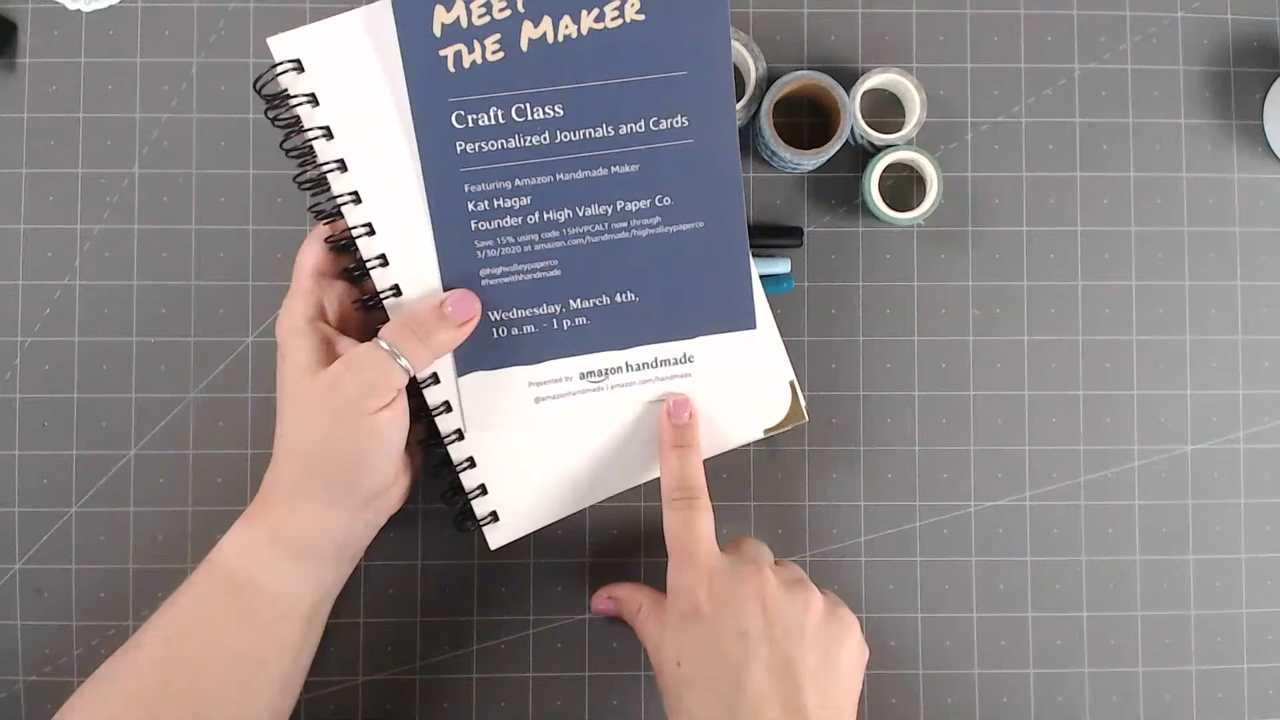 MEET
THE MAKER
Craft Class
Personalized Journals and Cards
Featuring Amazon Handmade Maker
Kat Hagar
Founder of High Valley Paper Co.
Save 15% using code 15HVPCALT now through
3/30/2020 at amazon.com/handmade/highvalleypaperco
@highvalleypaperco
#herewithhandmade
Wednesday, March 4th,
10 a.m. - 1 p.m.
Presented by amazon handmade
@amazonhandmade | amazon.com/handmade